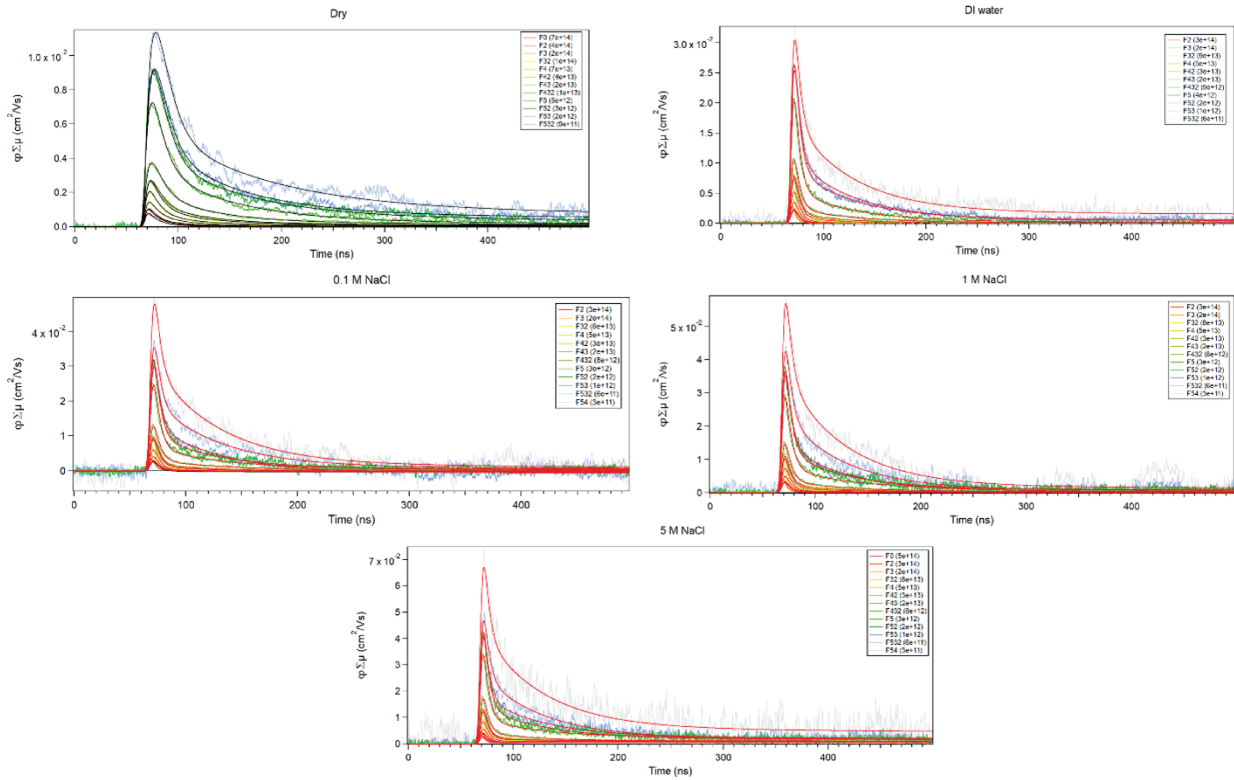 Dry
φΣμ (cm²/Vs)
1.0 x 10⁻²
0.8
0.6
0.4
0.2
0.0
0 100 200 300 400
Time (ns)
F0 (7e+14)
F2 (4e+14)
F3 (2e+14)
F32 (1e+14)
F4 (7e+13)
F42 (4e+13)
F43 (2e+13)
F432 (1e+13)
F5 (5e+12)
F52 (3e+12)
F53 (2e+12)
F532 (9e+11)
DI water
φΣμ (cm²/Vs)
2.5
2.0
1.5
1.0
0.5
0.0
0 100 200 300 400
Time (ns)
F2 (3e+14)
F3 (2e+14)
F32 (9e+13)
F4 (5e+13)
F42 (3e+13)
F43 (2e+13)
F432 (9e+12)
F5 (4e+12)
F52 (2e+12)
F53 (1e+12)
F532 (6e+11)
0.1 M NaCl
φΣμ (cm²/Vs)
4 x 10⁻²
3
2
1
0
0 100 200 300 400
Time (ns)
F2 (3e+14)
F3 (2e+14)
F32 (8e+13)
F4 (5e+13)
F42 (3e+13)
F43 (2e+13)
F432 (8e+12)
F5 (3e+12)
F52 (2e+12)
F53 (1e+12)
F532 (6e+11)
F54 (3e+11)
1 M NaCl
φΣμ (cm²/Vs)
5 x 10⁻²
4
3
2
1
0
0 100 200 300 400
Time (ns)
F2 (3e+14)
F3 (2e+14)
F32 (8e+13)
F4 (5e+13)
F42 (3e+13)
F43 (2e+13)
F432 (8e+12)
F5 (3e+12)
F52 (2e+12)
F53 (1e+12)
F532 (6e+11)
F54 (3e+11)
5 M NaCl
φΣμ (cm²/Vs)
7 x 10⁻²
6
5
4
3
2
1
0
0 100 200 300 400
Time (ns)
F0 (5e+14)
F2 (3e+14)
F3 (2e+14)
F32 (8e+13)
F4 (5e+13)
F42 (3e+13)
F43 (2e+13)
F432 (8e+12)
F5 (3e+12)
F52 (2e+12)
F53 (1e+12)
F532 (6e+11)
F54 (3e+11)